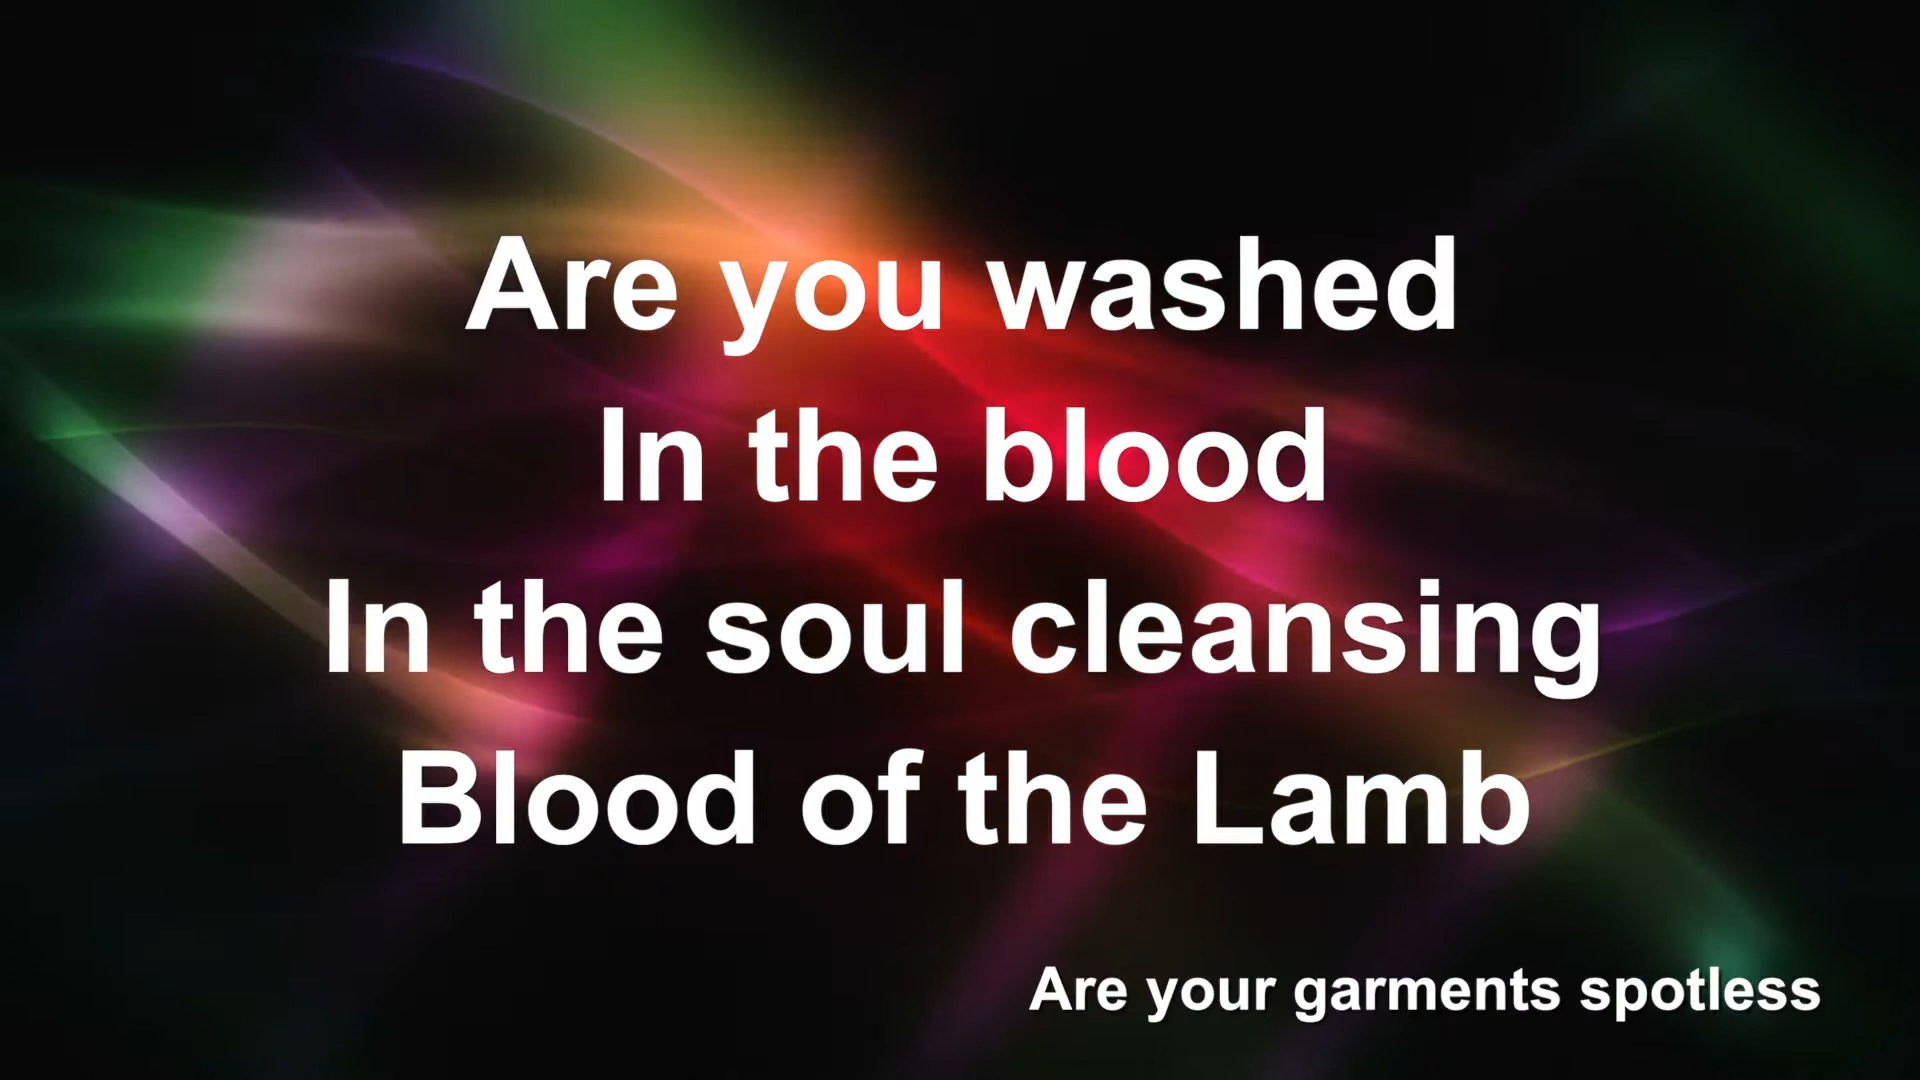 Are you washed
In the blood
In the soul cleansing
Blood of the Lamb
Are your garments spotless